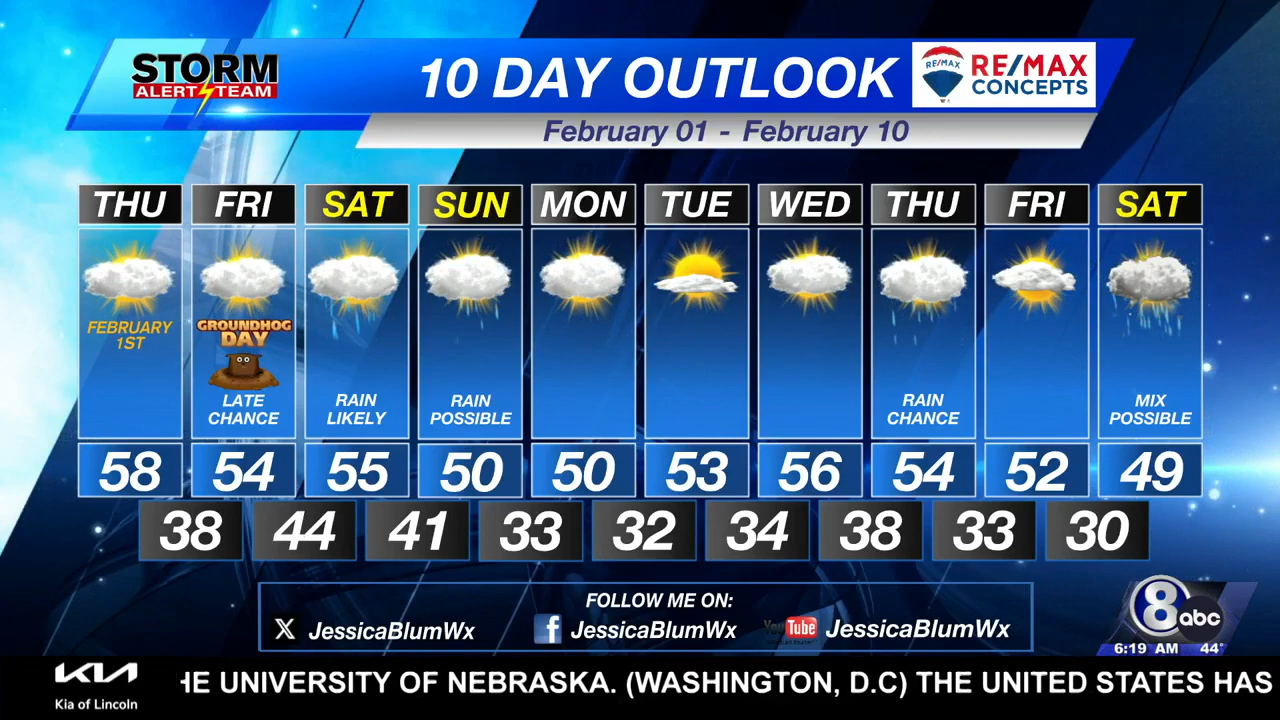 STORM
ALERT TEAM
10 DAY OUTLOOK
RE/MAX
RE/MAX
CONCEPTS
February 01 - February 10
THU FRI SAT SUN MON TUE WED THU FRI SAT
FEBRUARY
1ST
GROUNDHOG
DAY
LATE
CHANCE
RAIN
LIKELY
RAIN
POSSIBLE
RAIN
CHANCE
MIX
POSSIBLE
58 54 55 50 50 53 56 54 52 49
38 44 41 33 32 34 38 33 30
FOLLOW ME ON:
X JessicaBlumWx
f JessicaBlumWx
YouTube JessicaBlumWx
8 abc
6:19 AM 44°
KIA
Kia of Lincoln
HE UNIVERSITY OF NEBRASKA. (WASHINGTON, D.C) THE UNITED STATES HAS